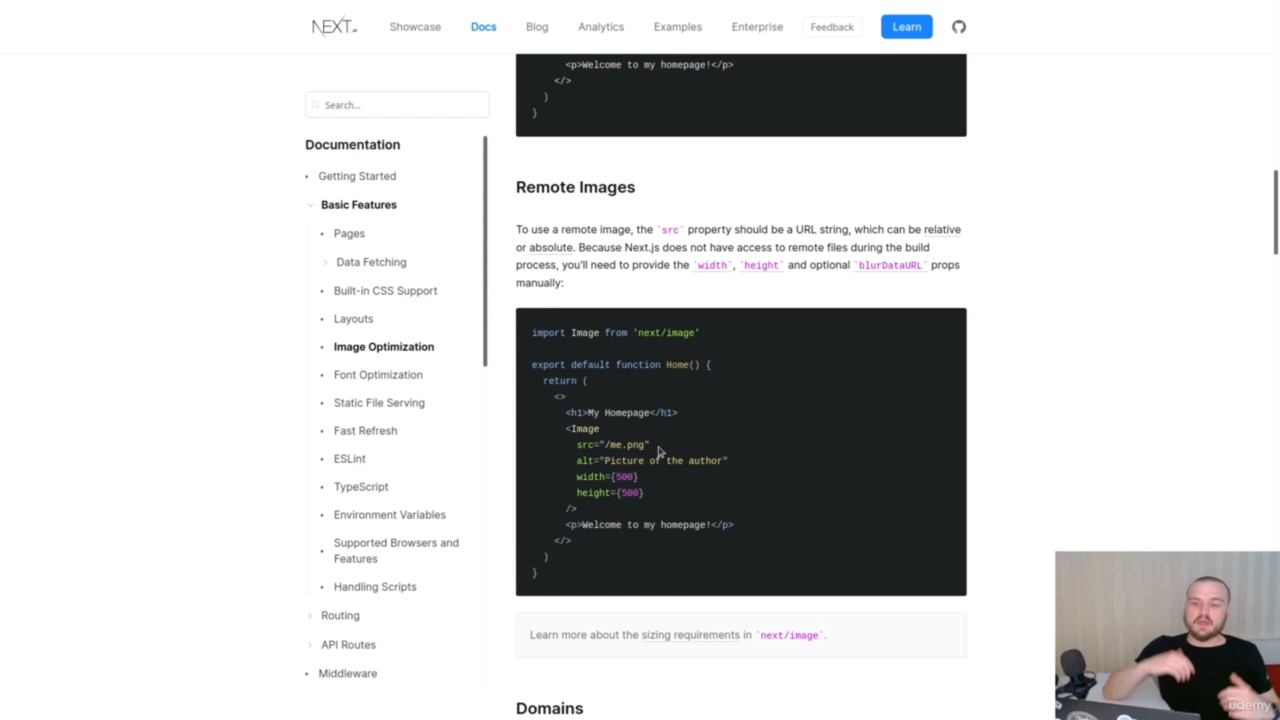 NEXT.JS
Showcase
Docs
Blog
Analytics
Examples
Enterprise
Feedback
Learn
Search...
Documentation
Getting Started
Basic Features
Pages
Data Fetching
Built-in CSS Support
Layouts
Image Optimization
Font Optimization
Static File Serving
Fast Refresh
ESLint
TypeScript
Environment Variables
Supported Browsers and
Features
Handling Scripts
Routing
API Routes
Middleware
<p>Welcome to my homepage!</p>
</>
)
}
Remote Images
To use a remote image, the `src` property should be a URL string, which can be relative
or absolute. Because Next.js does not have access to remote files during the build
process, you'll need to provide the `width`, `height` and optional `blurDataURL` props
manually:
import Image from 'next/image'
export default function Home() {
return (
<>
<h1>My Homepage</h1>
<Image
src="/me.png"
alt="Picture of the author"
width={500}
height={500}
/>
<p>Welcome to my homepage!</p>
</>
)
}
Learn more about the sizing requirements in `next/image`.
Domains
ûdemy